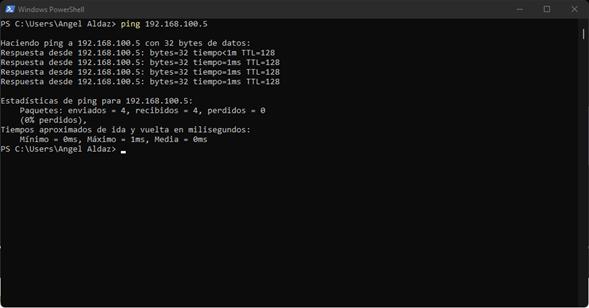 Windows PowerShell
PS C:\Users\Angel Aldaz> ping 192.168.100.5
Haciendo ping a 192.168.100.5 con 32 bytes de datos:
Respuesta desde 192.168.100.5: bytes=32 tiempo<1m TTL=128
Respuesta desde 192.168.100.5: bytes=32 tiempo=1ms TTL=128
Respuesta desde 192.168.100.5: bytes=32 tiempo=1ms TTL=128
Respuesta desde 192.168.100.5: bytes=32 tiempo=1ms TTL=128
Estadísticas de ping para 192.168.100.5:
Paquetes: enviados = 4, recibidos = 4, perdidos = 0
(0% perdidos),
Tiempos aproximados de ida y vuelta en milisegundos:
Mínimo = 0ms, Máximo = 1ms, Media = 0ms
PS C:\Users\Angel Aldaz>